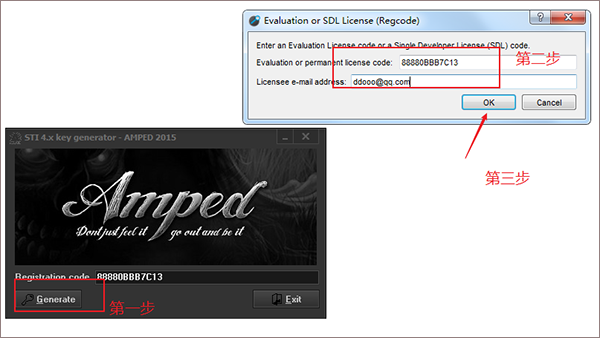 Evaluation or SDL License (Regcode)
Enter an Evaluation License code or a Single Developer License (SDL) code.
Evaluation or permanent license code: 88880BBB7C13
第二步
Licensee e-mail address: ddooo@qq.com
OK
Cancel
第三步
STI 4.x key generator - AMPED 2015
Amped
Dont just feel it go out and be it
Registration code 88880BBB7C13
Generate
Exit
第一步